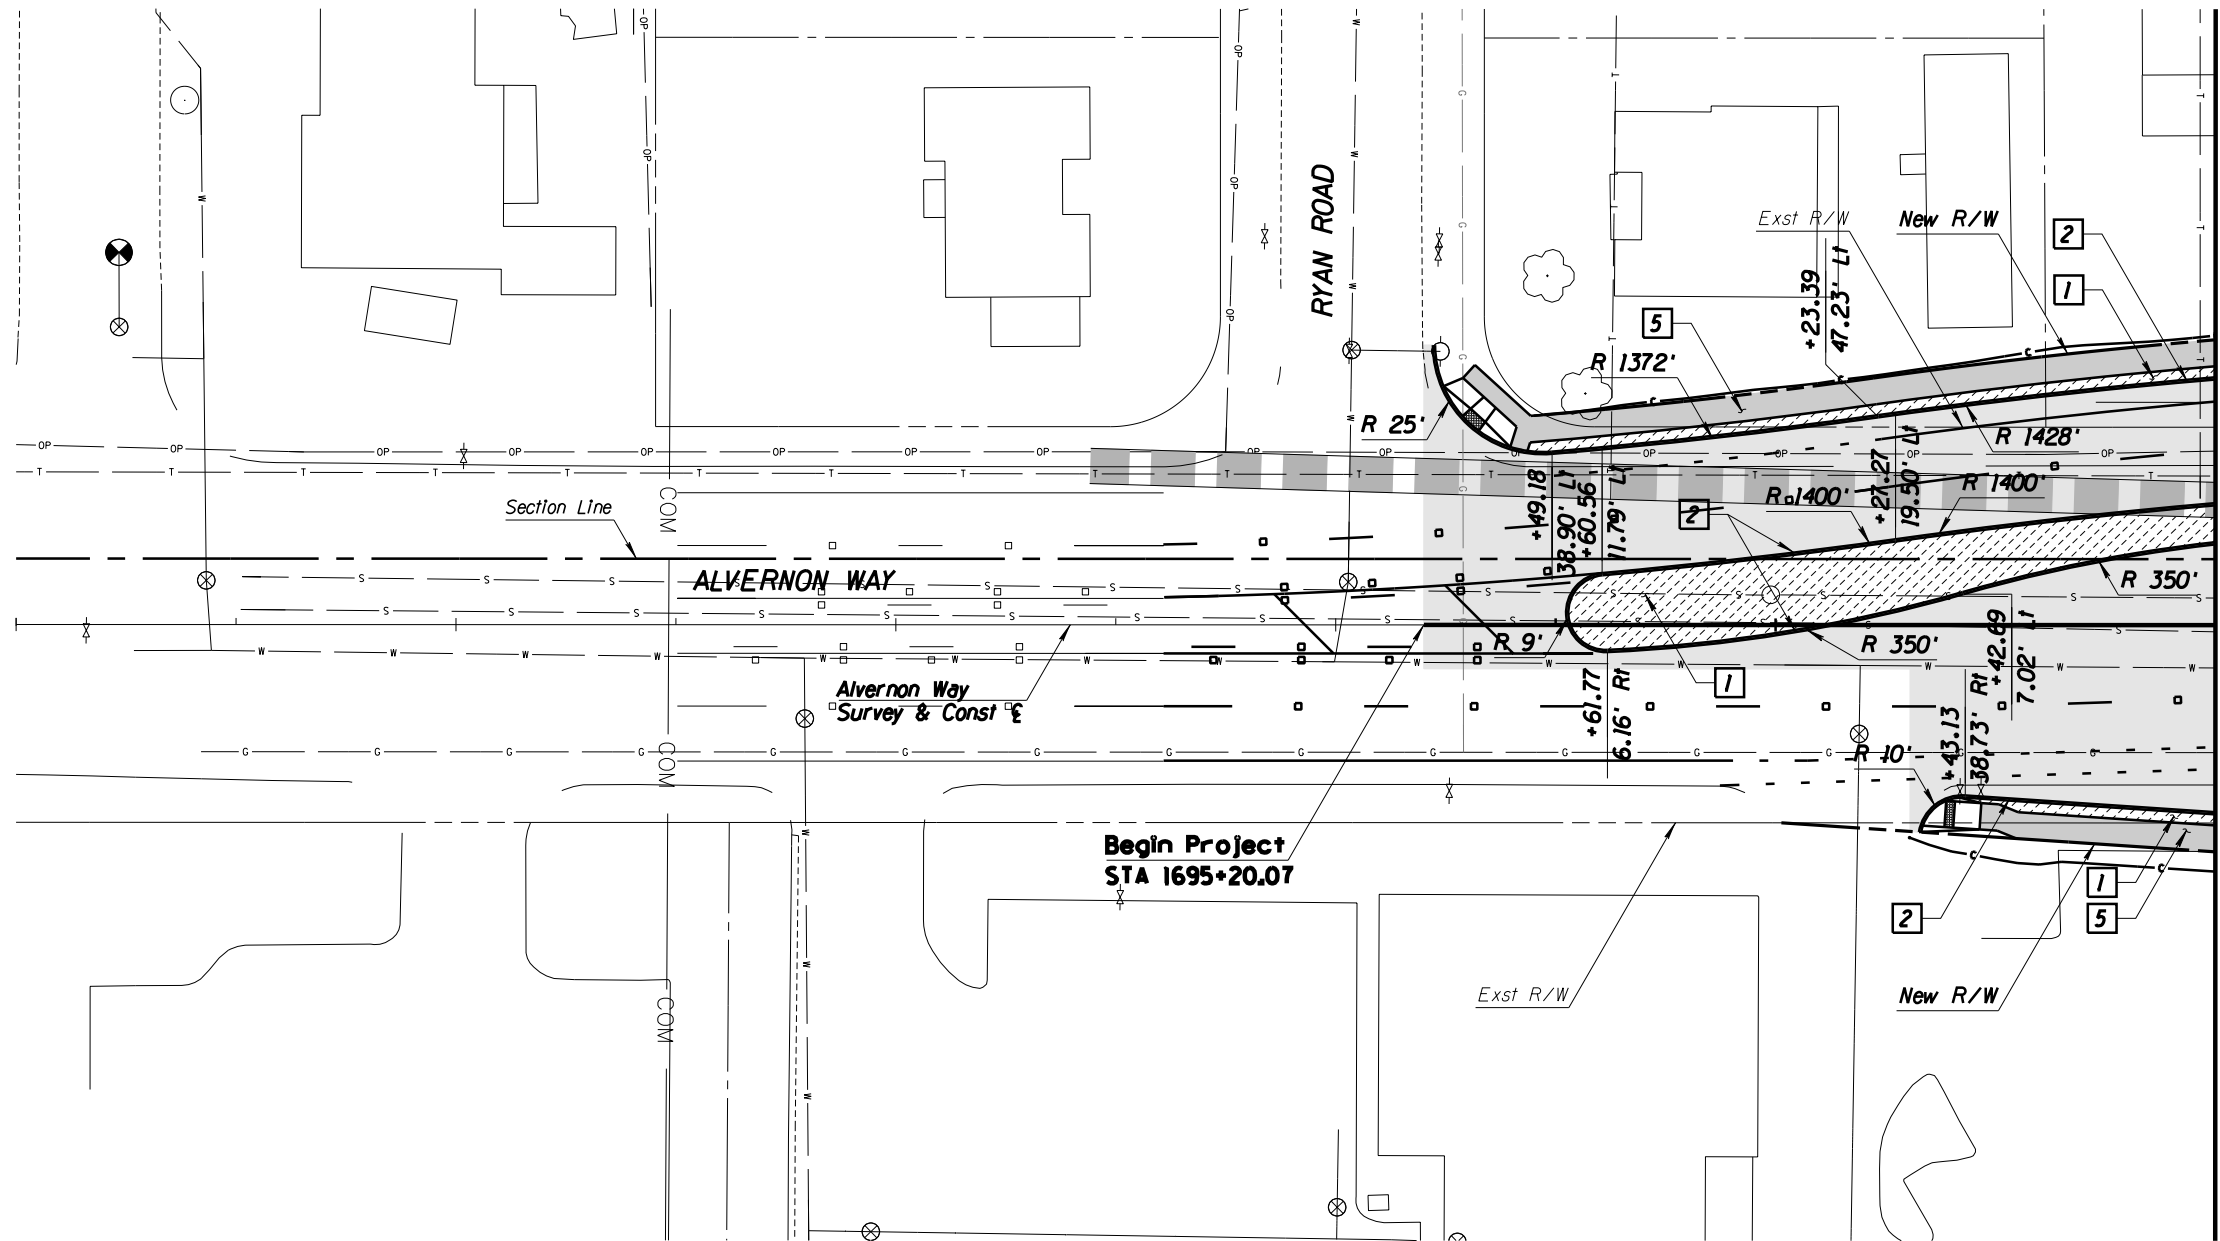 RYAN ROAD
Exst R/W
New R/W
2
1
5
+23.39
47.23' Lt
R 1372'
R 25'
R 1428'
+49.18
38.90' Lt
+60.56
11.79' Lt
2
R 1400'
R 1400'
+27.27
19.50' Lt
Section Line
COM
ALVERNON WAY
R 350'
R 9'
R 350'
+42.69
7.02' Lt
1
Alvernon Way
Survey & Const ℄
+61.77
6.16' Rt
+43.13
38.73' Rt
R 10'
COM
Begin Project
STA 1695+20.07
1
2
5
Exst R/W
New R/W
COM